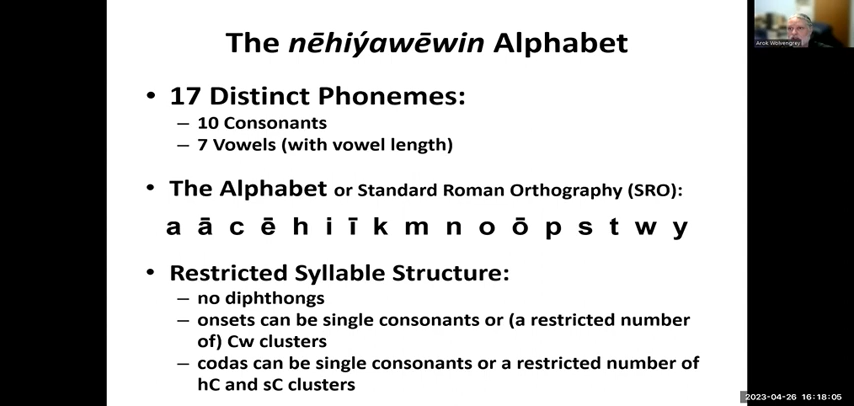 The nēhiýawēwin Alphabet
• 17 Distinct Phonemes:
– 10 Consonants
– 7 Vowels (with vowel length)
• The Alphabet or Standard Roman Orthography (SRO):
a ā c ē h i ī k m n o ō p s t w y
• Restricted Syllable Structure:
– no diphthongs
– onsets can be single consonants or (a restricted number
of) Cw clusters
– codas can be single consonants or a restricted number of
hC and sC clusters
Arok Wolvengrey
2023-04-26 16:18:05